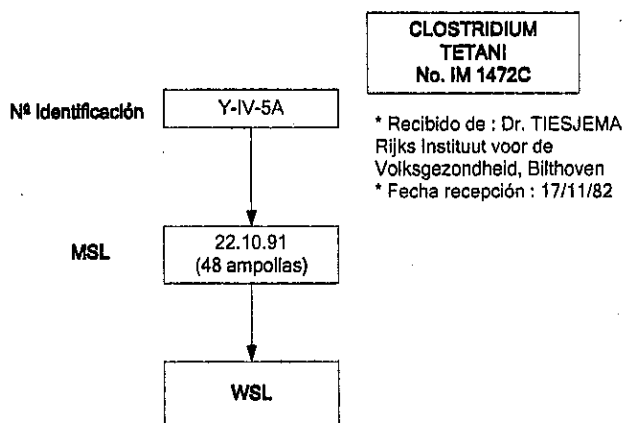 CLOSTRIDIUM
TETANI
No. IM 1472C
Nª Identificación
Y-IV-5A
* Recibido de : Dr. TIESJEMA
Rijks Instituut voor de
Volksgezondheid, Bilthoven
* Fecha recepción : 17/11/82
MSL
22.10.91
(48 ampollas)
WSL